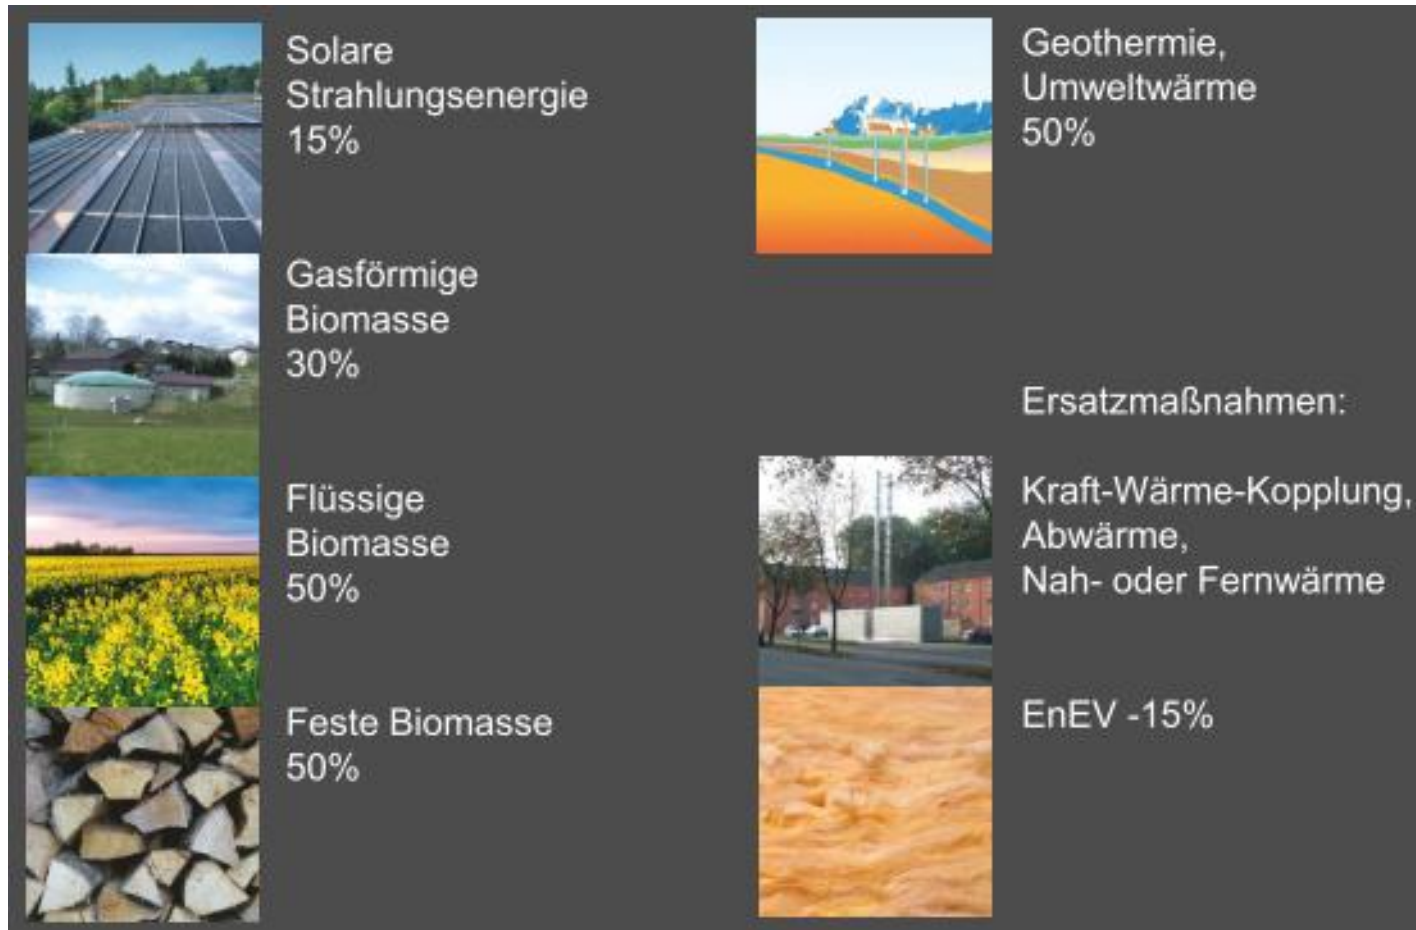 Solare
Strahlungsenergie
15%
Gasförmige
Biomasse
30%
Flüssige
Biomasse
50%
Feste Biomasse
50%
Geothermie,
Umweltwärme
50%
Ersatzmaßnahmen:
Kraft-Wärme-Kopplung,
Abwärme,
Nah- oder Fernwärme
EnEV -15%